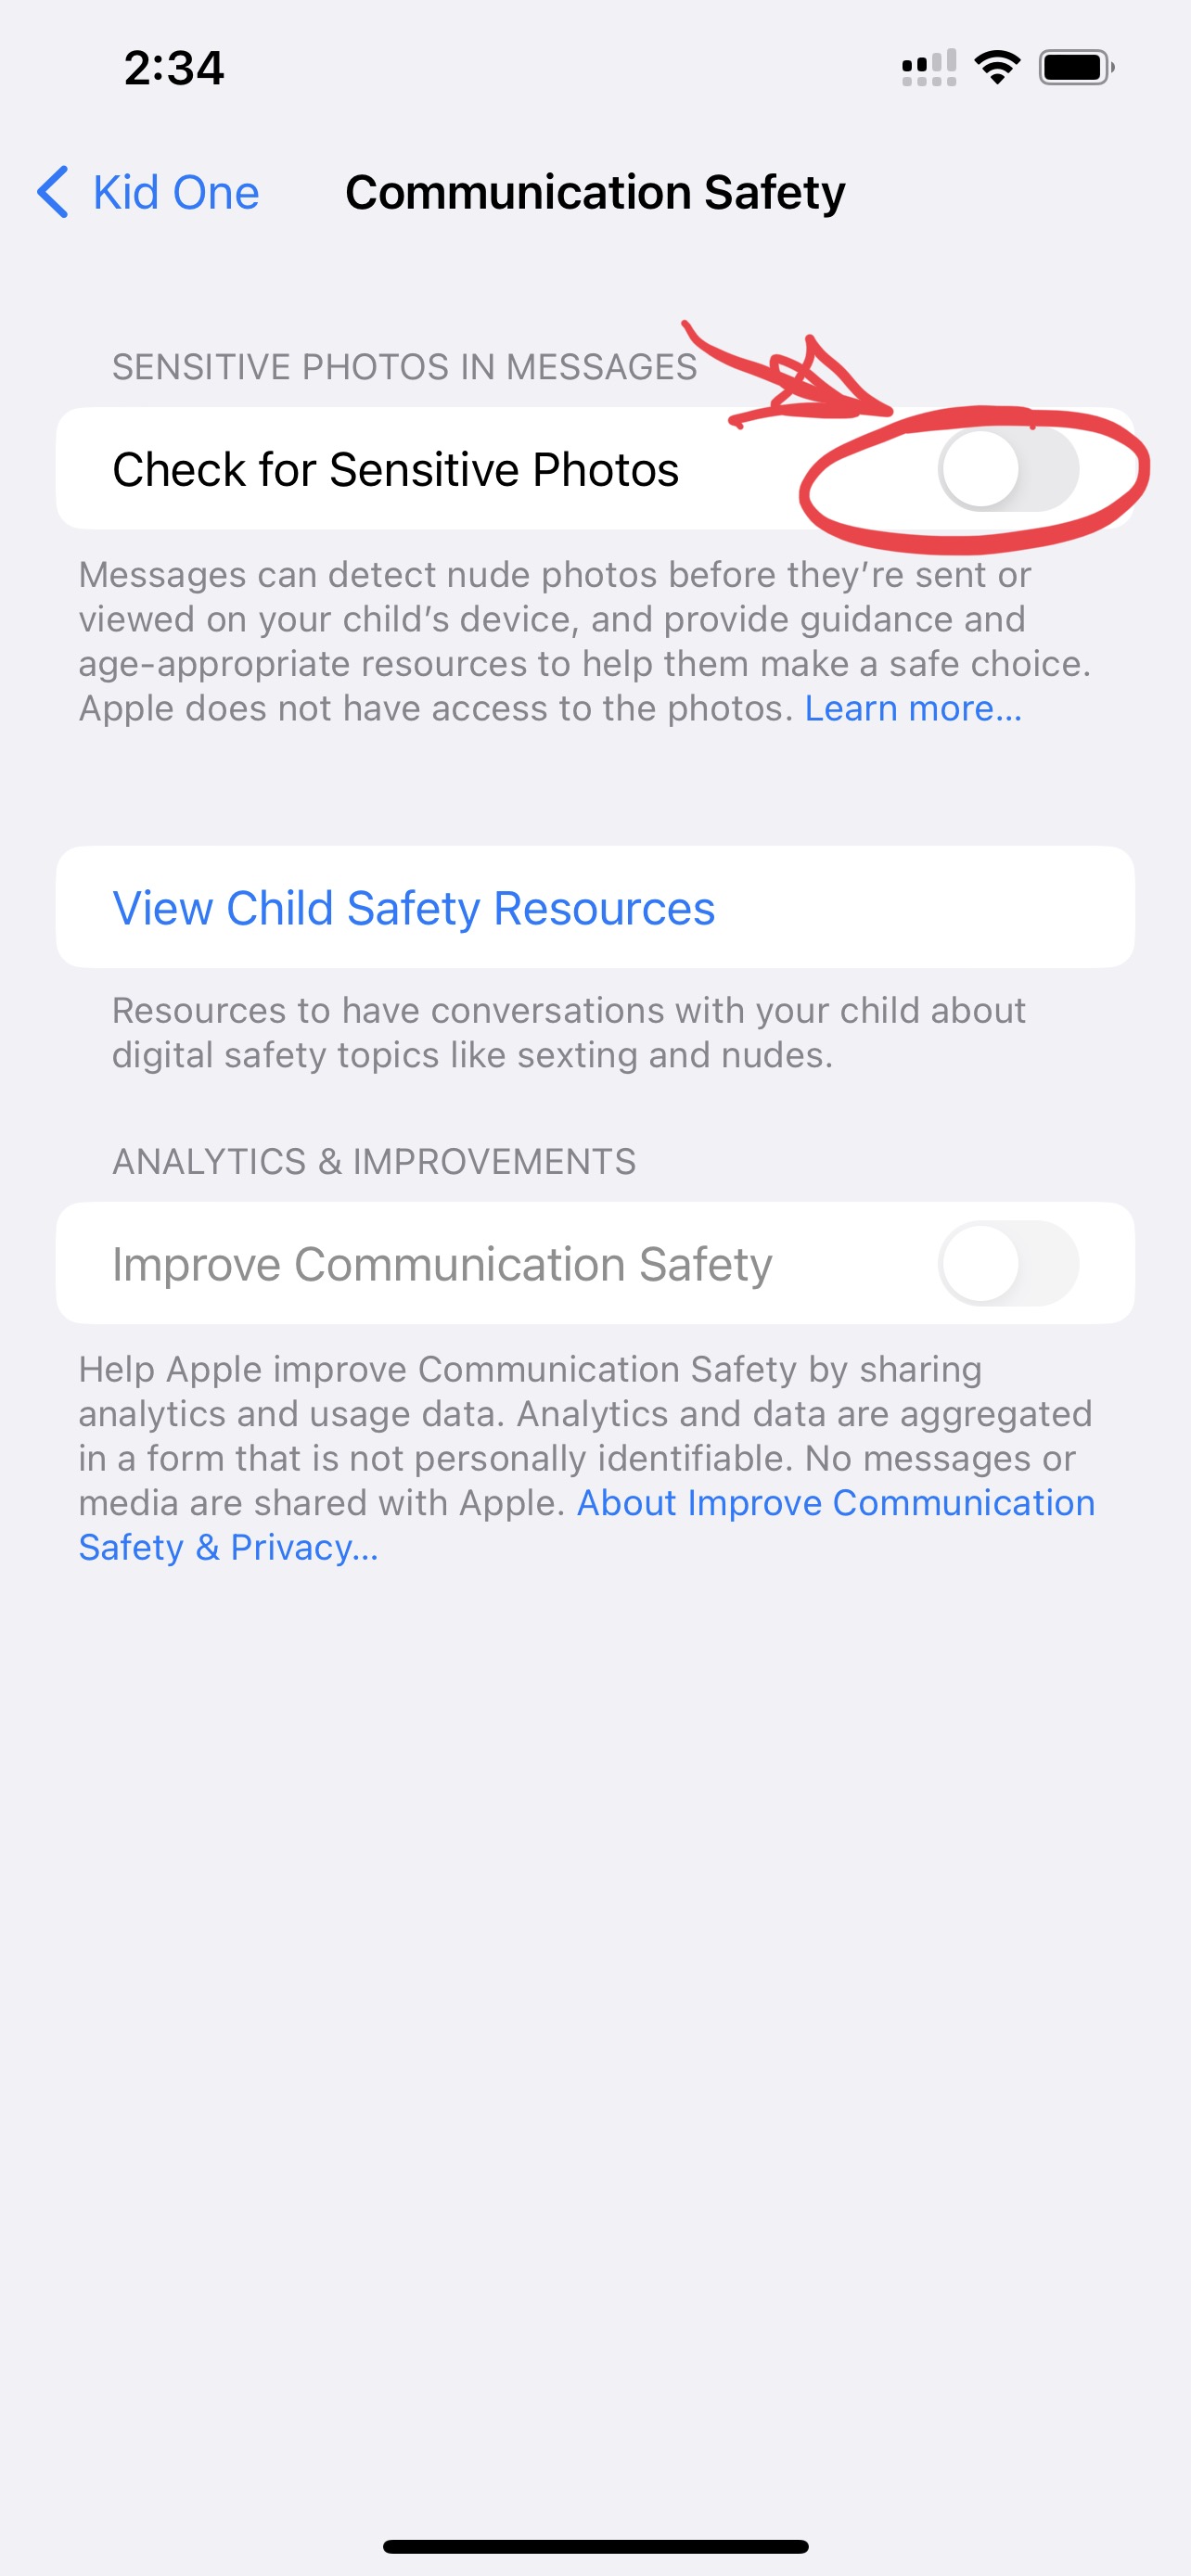 2:34
Kid One
Communication Safety
SENSITIVE PHOTOS IN MESSAGES
Check for Sensitive Photos
Messages can detect nude photos before they’re sent or
viewed on your child’s device, and provide guidance and
age-appropriate resources to help them make a safe choice.
Apple does not have access to the photos. Learn more...
View Child Safety Resources
Resources to have conversations with your child about
digital safety topics like sexting and nudes.
ANALYTICS & IMPROVEMENTS
Improve Communication Safety
Help Apple improve Communication Safety by sharing
analytics and usage data. Analytics and data are aggregated
in a form that is not personally identifiable. No messages or
media are shared with Apple. About Improve Communication
Safety & Privacy...